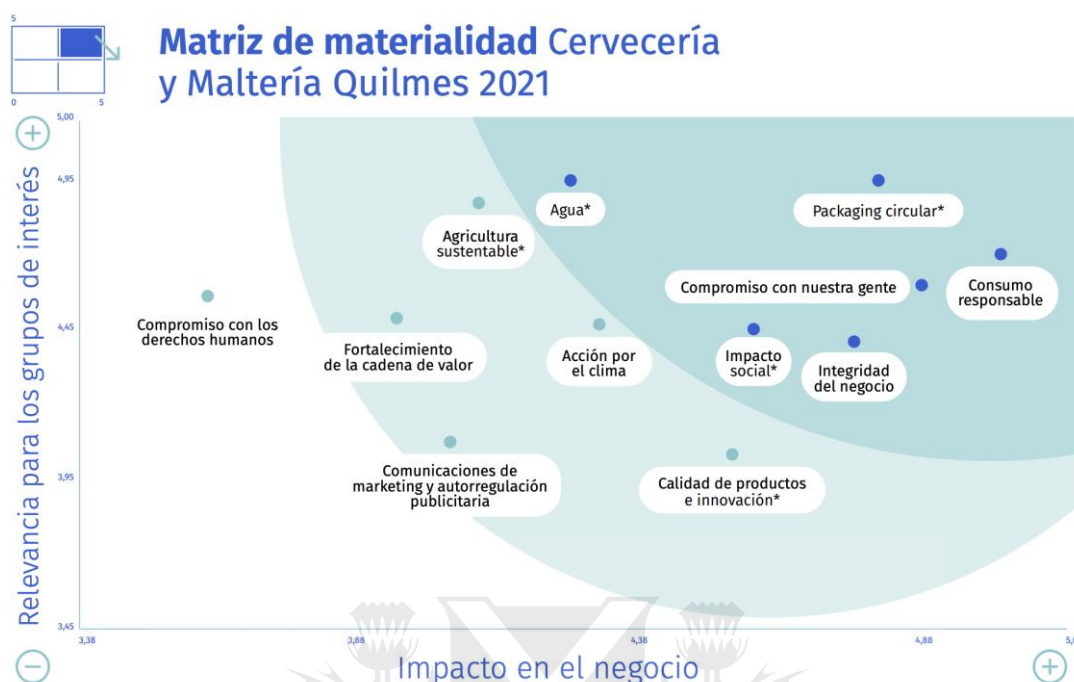 5
0
5
Matriz de materialidad Cervecería
y Maltería Quilmes 2021
Relevancia para los grupos de interés
5,00
4,95
4,45
3,95
3,45
Agua*
Packaging circular*
Agricultura
sustentable*
Compromiso con nuestra gente
Consumo
responsable
Compromiso con los
derechos humanos
Fortalecimiento
de la cadena de valor
Acción por
el clima
Impacto
social*
Integridad
del negocio
Comunicaciones de
marketing y autorregulación
publicitaria
Calidad de productos
e innovación*
3,38
3,88
4,38
4,88
Impacto en el negocio